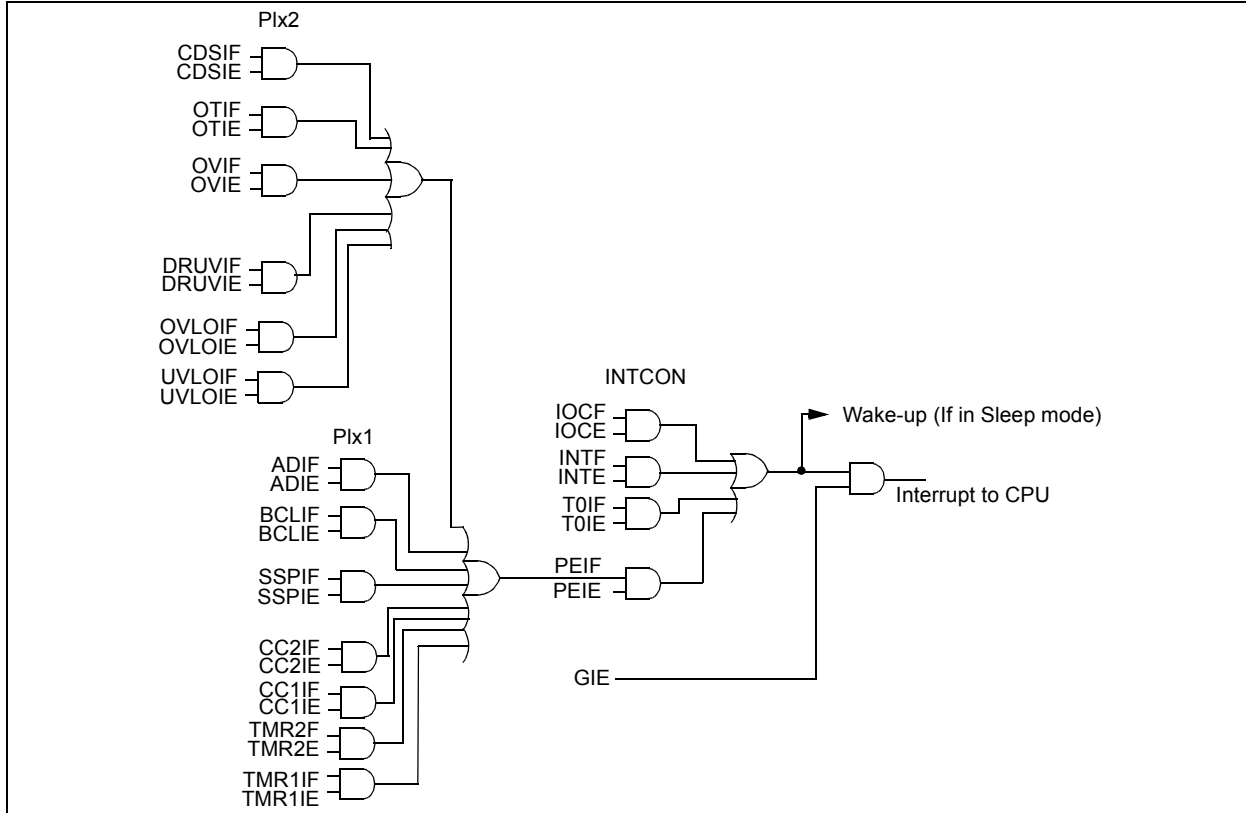 PIx2
CDSIF
CDSIE
OTIF
OTIE
OVIF
OVIE
DRUVIF
DRUVIE
OVLOIF
OVLOIE
UVLOIF
UVLOIE
PIx1
ADIF
ADIE
BCLIF
BCLIE
SSPIF
SSPIE
CC2IF
CC2IE
CC1IF
CC1IE
TMR2F
TMR2E
TMR1IF
TMR1IE
INTCON
IOCF
IOCE
INTF
INTE
T0IF
T0IE
PEIF
PEIE
GIE
Wake-up (If in Sleep mode)
Interrupt to CPU